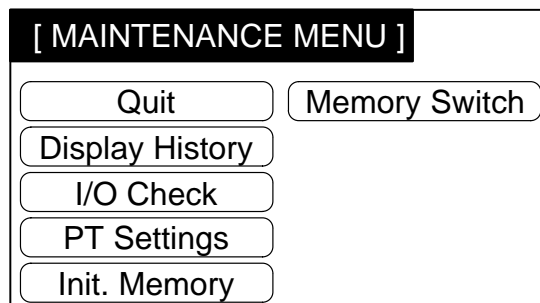 [ MAINTENANCE MENU ]
Quit Memory Switch
Display History
I/O Check
PT Settings
Init. Memory